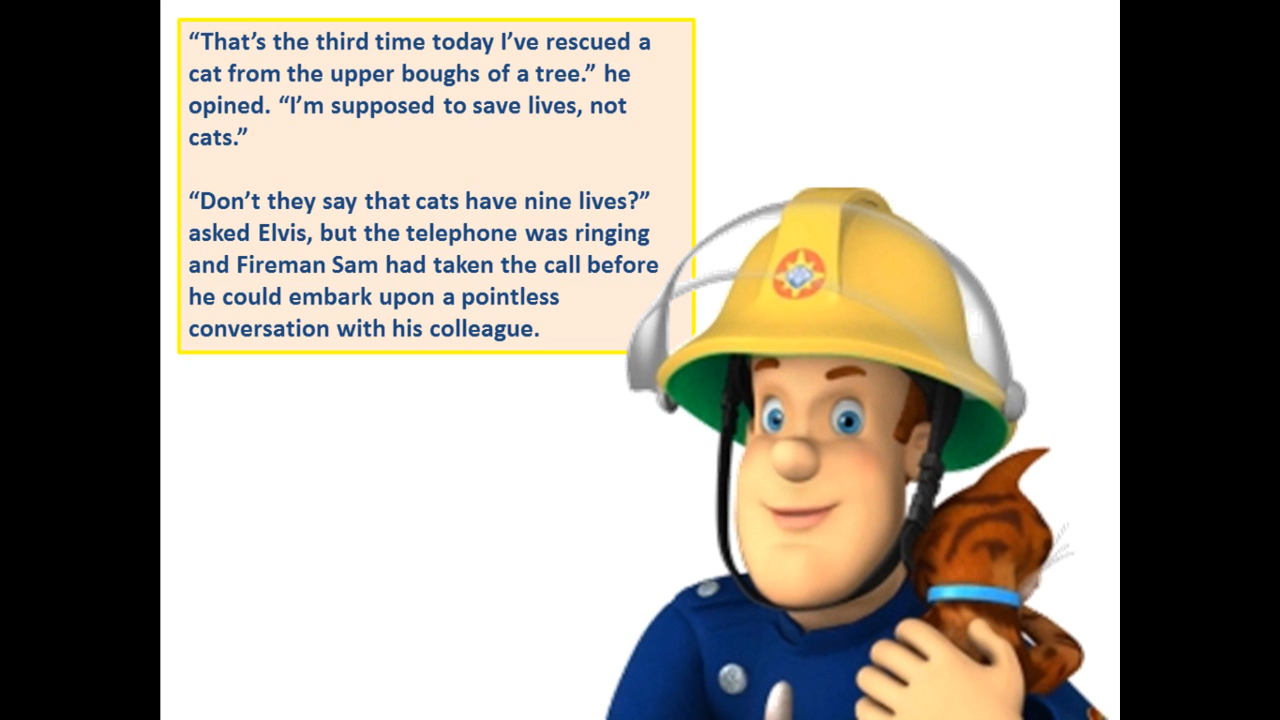 “That’s the third time today I’ve rescued a
cat from the upper boughs of a tree.” he
opined. “I’m supposed to save lives, not
cats.”
“Don’t they say that cats have nine lives?”
asked Elvis, but the telephone was ringing
and Fireman Sam had taken the call before
he could embark upon a pointless
conversation with his colleague.